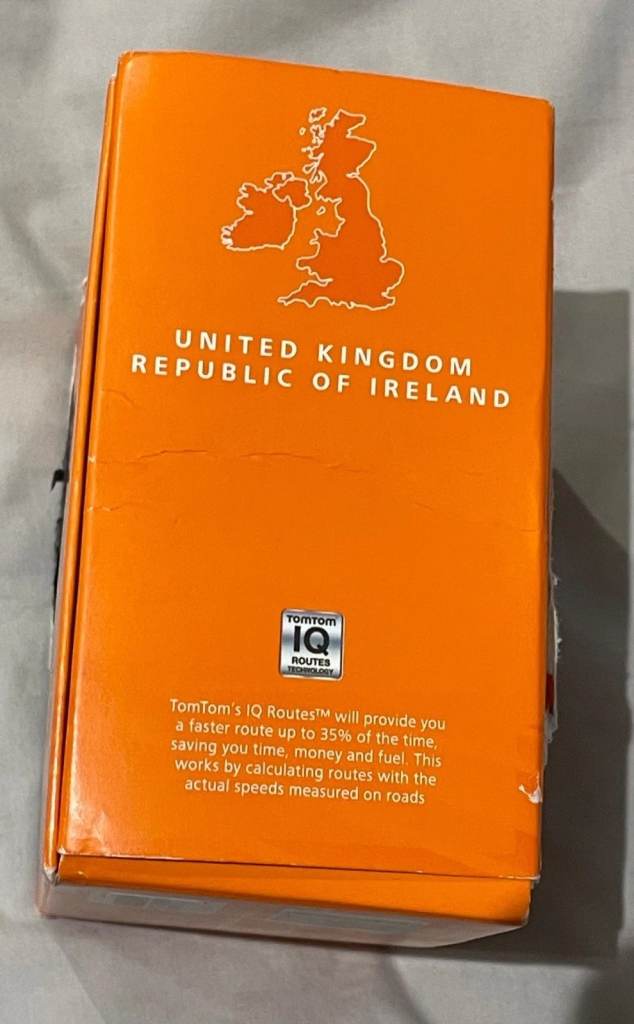 UNITED KINGDOM
REPUBLIC OF IRELAND
TOMTOM
IQ
ROUTES
TECHNOLOGY
TomTom's IQ Routes™ will provide you
a faster route up to 35% of the time,
saving you time, money and fuel. This
works by calculating routes with the
actual speeds measured on roads